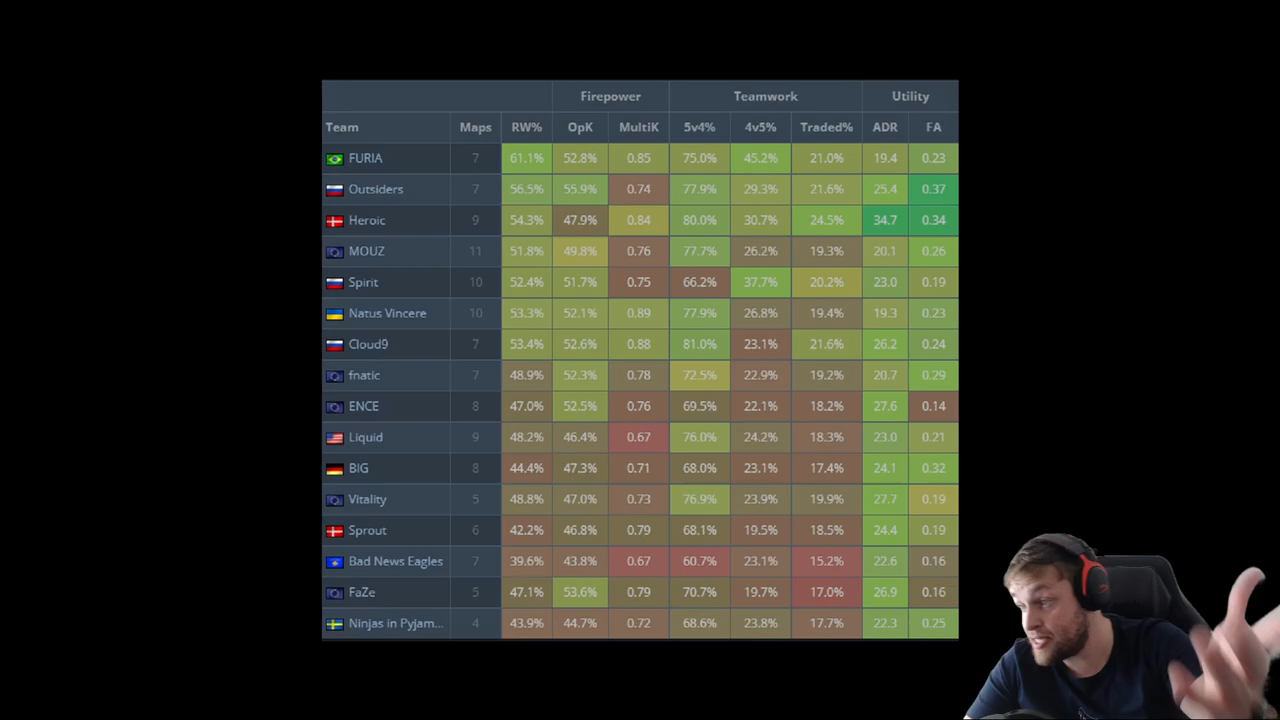 Firepower Teamwork Utility
Team Maps RW% OpK MultiK 5v4% 4v5% Traded% ADR FA
FURIA 7 61.1% 52.8% 0.85 75.0% 45.2% 21.0% 19.4 0.23
Outsiders 7 56.5% 55.9% 0.74 77.9% 29.3% 21.6% 25.4 0.37
Heroic 9 54.3% 47.9% 0.84 80.0% 30.7% 24.5% 34.7 0.34
MOUZ 11 51.8% 49.8% 0.76 77.7% 26.2% 19.3% 20.1 0.26
Spirit 10 52.4% 51.7% 0.75 66.2% 37.7% 20.2% 23.0 0.19
Natus Vincere 10 53.3% 52.1% 0.89 77.9% 26.8% 19.4% 19.3 0.23
Cloud9 7 53.4% 52.6% 0.88 81.0% 23.1% 21.6% 26.2 0.24
fnatic 7 48.9% 52.3% 0.78 72.5% 22.9% 19.2% 20.7 0.29
ENCE 8 47.0% 52.5% 0.76 69.5% 22.1% 18.2% 27.6 0.14
Liquid 9 48.2% 46.4% 0.67 76.0% 24.2% 18.3% 23.0 0.21
BIG 8 44.4% 47.3% 0.71 68.0% 23.1% 17.4% 24.1 0.32
Vitality 5 48.8% 47.0% 0.73 76.9% 23.9% 19.9% 27.7 0.19
Sprout 6 42.2% 46.8% 0.79 68.1% 19.5% 18.5% 24.4 0.19
Bad News Eagles 7 39.6% 43.8% 0.67 60.7% 23.1% 15.2% 22.6 0.16
FaZe 5 47.1% 53.6% 0.79 70.7% 19.7% 17.0% 26.9 0.16
Ninjas in Pyjam... 4 43.9% 44.7% 0.72 68.6% 23.8% 17.7% 22.3 0.25